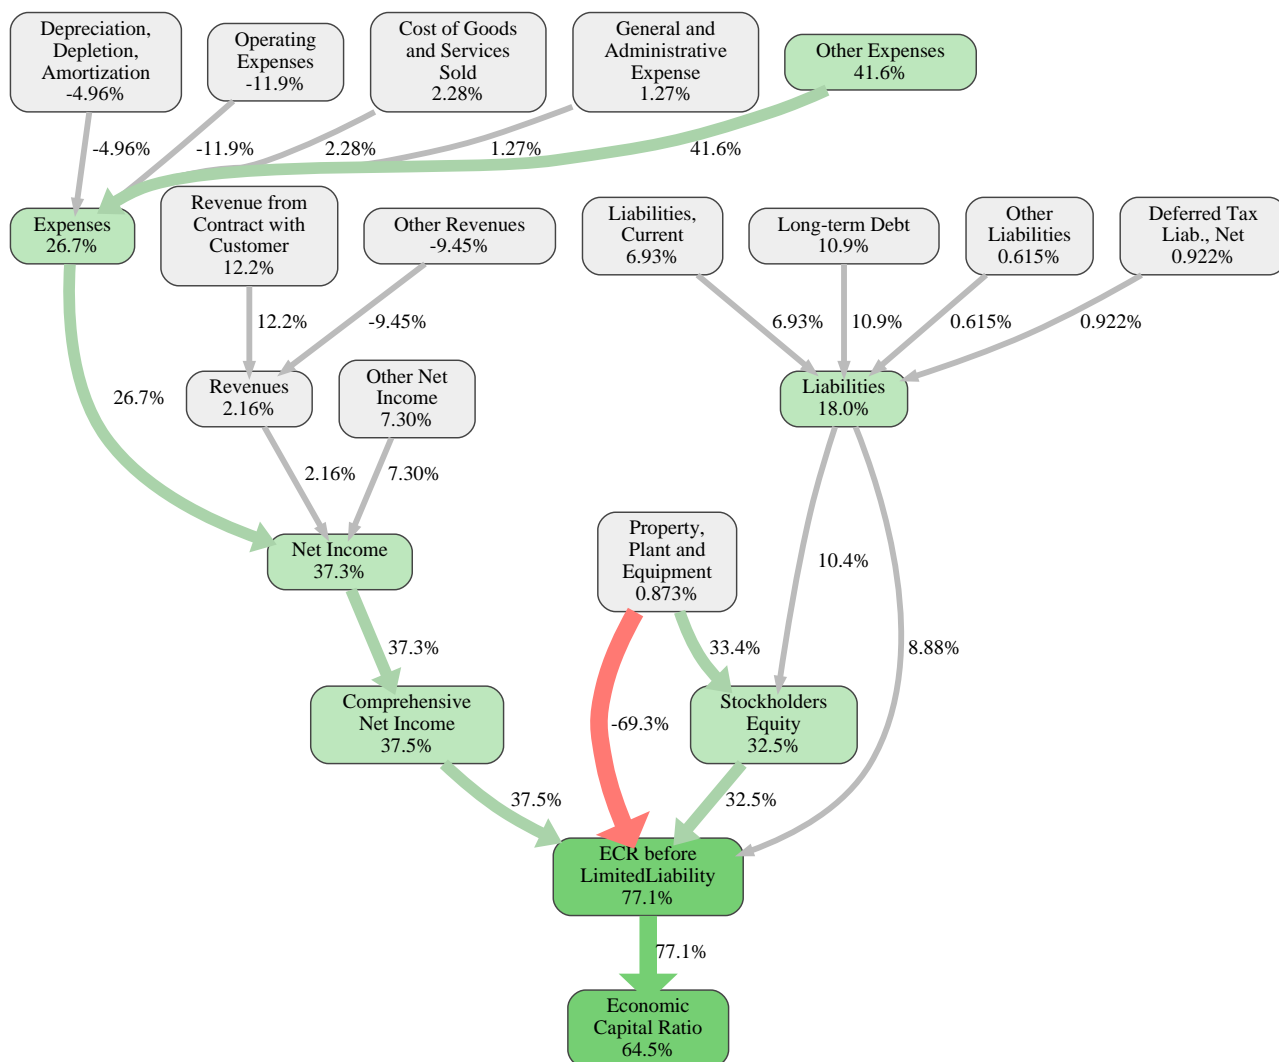 Depreciation,
Depletion,
Amortization
-4.96%
Operating
Expenses
-11.9%
Cost of Goods
and Services
Sold
2.28%
General and
Administrative
Expense
1.27%
Other Expenses
41.6%
-4.96%
-11.9%
2.28%
1.27%
41.6%
Expenses
26.7%
Revenue from
Contract with
Customer
12.2%
Other Revenues
-9.45%
Liabilities,
Current
6.93%
Long-term Debt
10.9%
Other
Liabilities
0.615%
Deferred Tax
Liab., Net
0.922%
12.2%
-9.45%
6.93%
10.9%
0.615%
0.922%
26.7%
Revenues
2.16%
Other Net
Income
7.30%
Liabilities
18.0%
2.16%
7.30%
Net Income
37.3%
Property,
Plant and
Equipment
0.873%
10.4%
37.3%
33.4%
8.88%
Comprehensive
Net Income
37.5%
-69.3%
Stockholders
Equity
32.5%
37.5%
32.5%
ECR before
LimitedLiability
77.1%
77.1%
Economic
Capital Ratio
64.5%